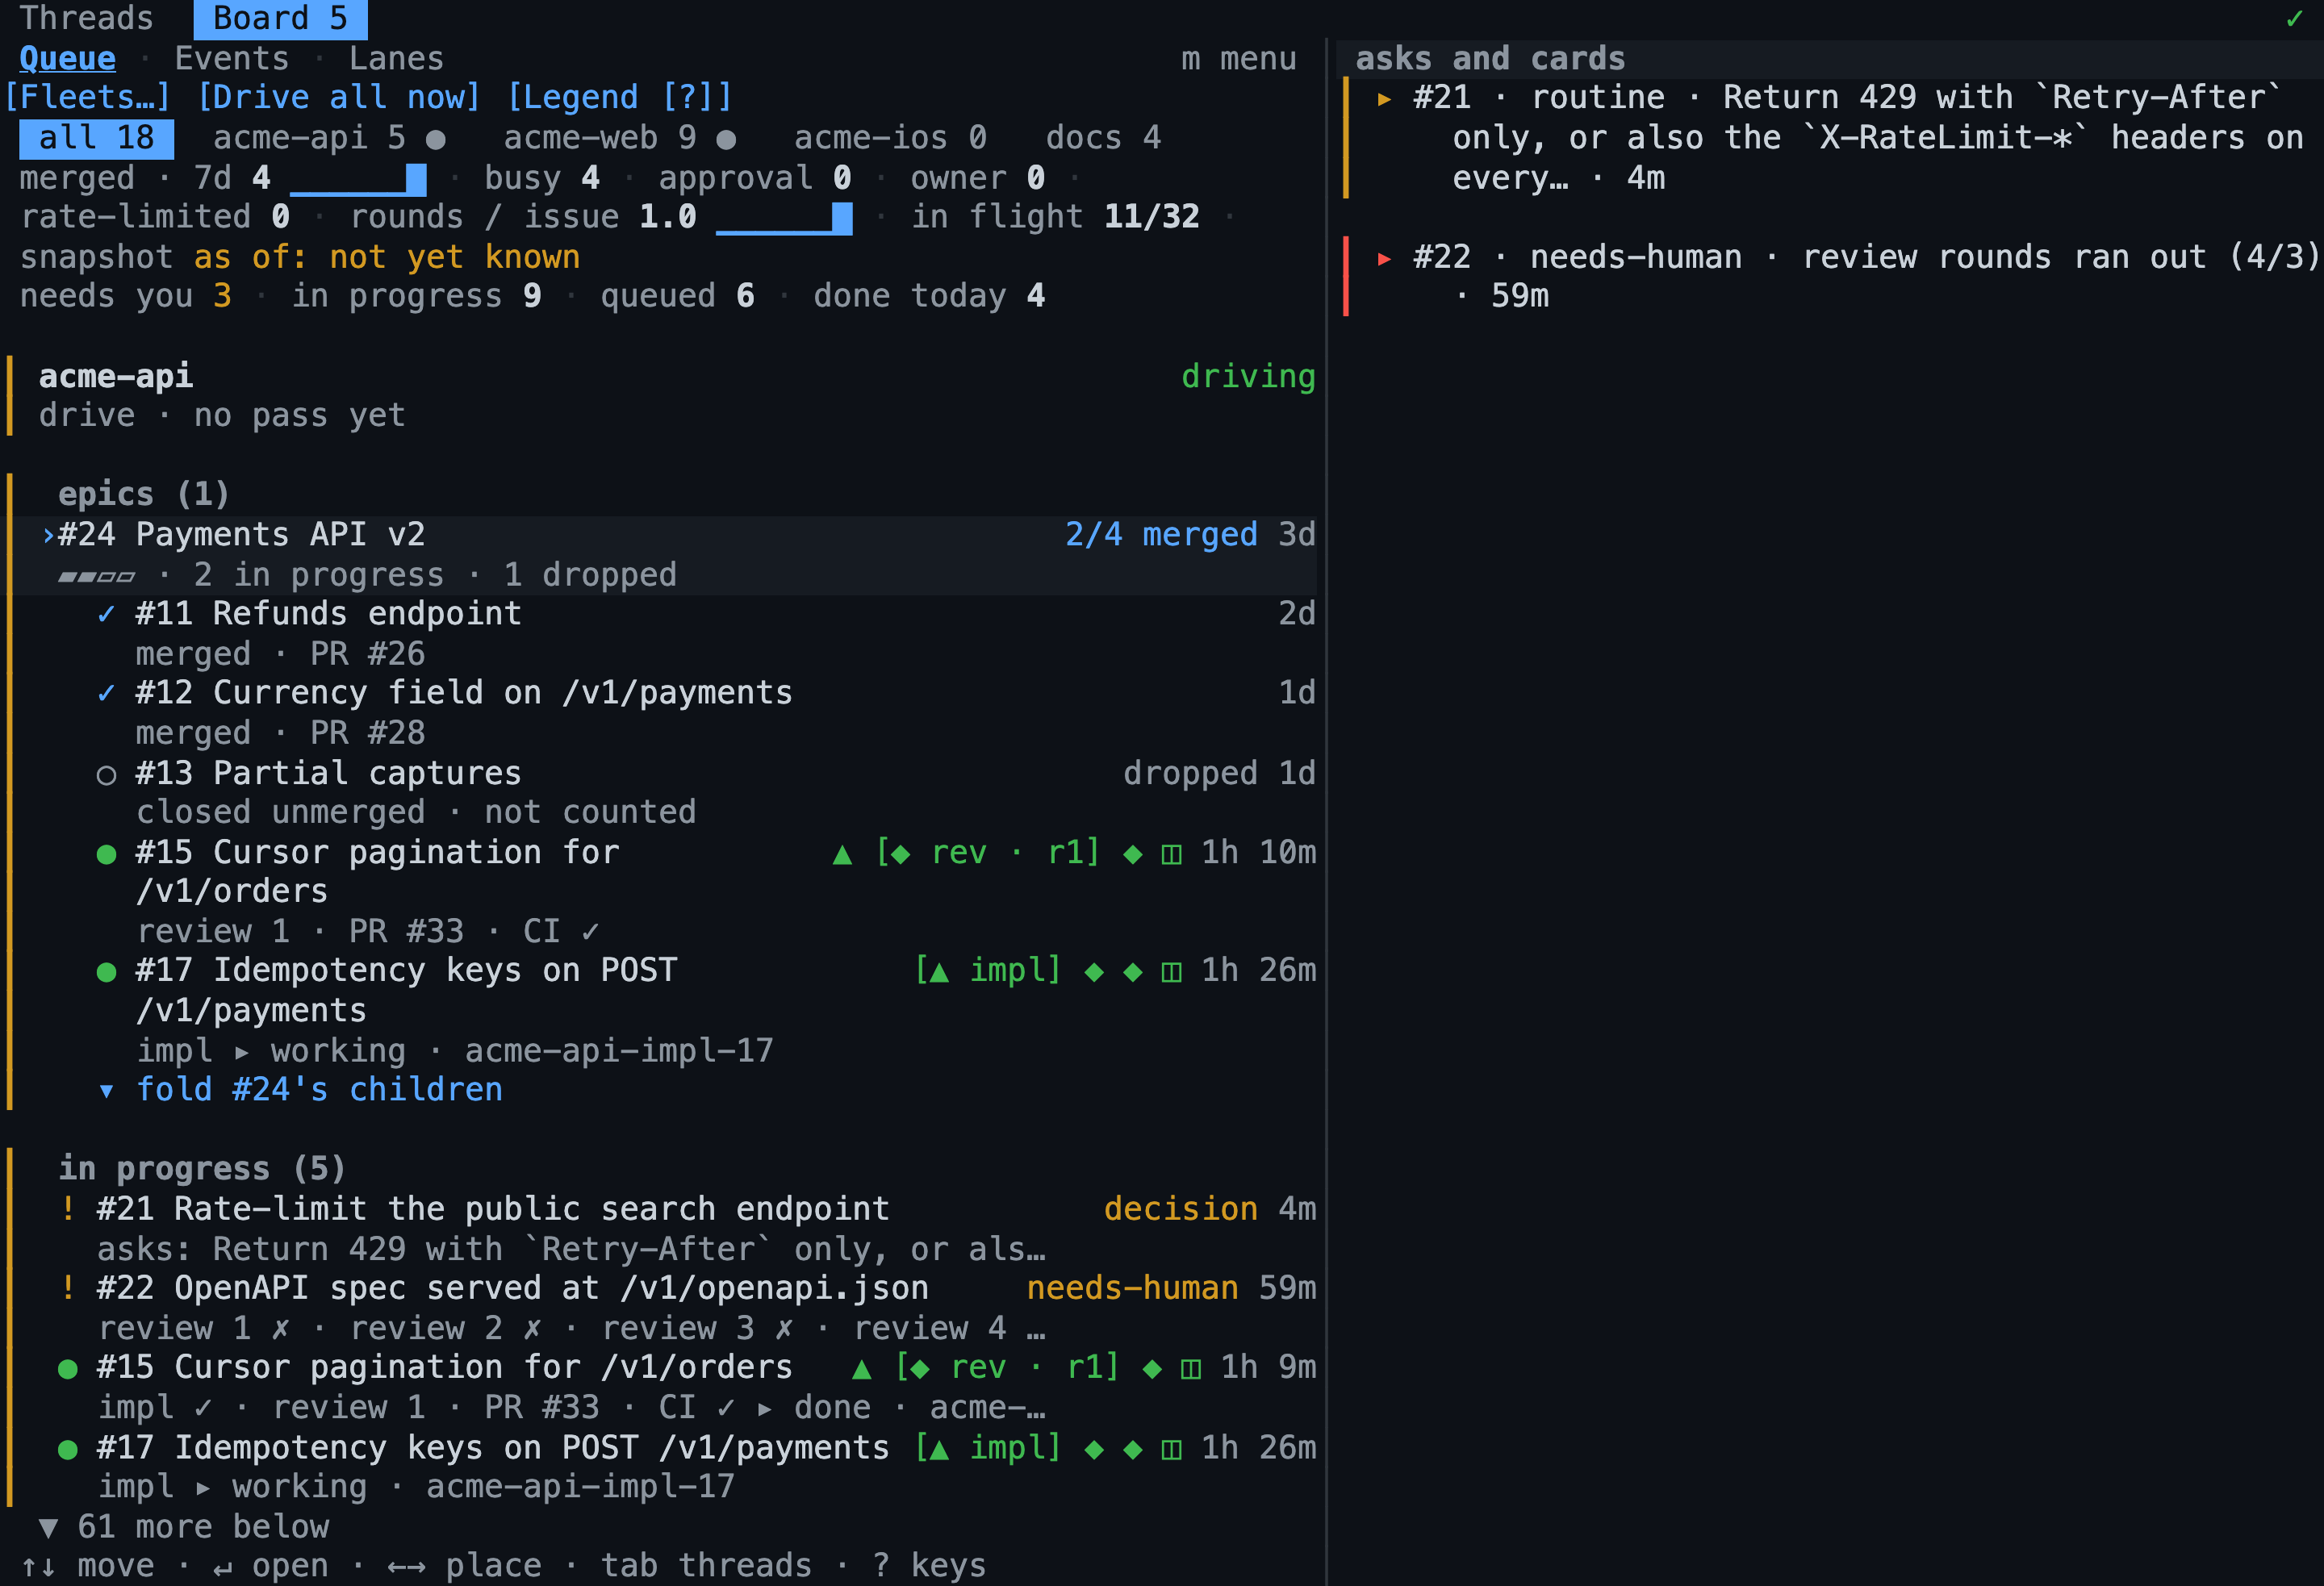 Threads   Board 5   ✓
Queue · Events · Lanes   m menu
[Fleets…] [Drive all now] [Legend [?]]
all 18   acme-api 5 ●   acme-web 9 ●   acme-ios 0   docs 4
merged · 7d 4 ▁▁▁▁▁▁█ · busy 4 · approval 0 · owner 0 ·
rate-limited 0 · rounds / issue 1.0 ▁▁▁▁▁▁█ · in flight 11/32 ·
snapshot as of: not yet known
needs you 3 · in progress 9 · queued 6 · done today 4
acme-api   driving
drive · no pass yet
epics (1)
›#24 Payments API v2   2/4 merged 3d
▰▰▱▱ · 2 in progress · 1 dropped
✓ #11 Refunds endpoint   2d
merged · PR #26
✓ #12 Currency field on /v1/payments   1d
merged · PR #28
○ #13 Partial captures   dropped 1d
closed unmerged · not counted
● #15 Cursor pagination for   ▲ [◆ rev · r1] ◆ ◫ 1h 10m
/v1/orders
review 1 · PR #33 · CI ✓
● #17 Idempotency keys on POST   [▲ impl] ◆ ◆ ◫ 1h 26m
/v1/payments
impl ▸ working · acme-api-impl-17
▾ fold #24's children
in progress (5)
! #21 Rate-limit the public search endpoint   decision 4m
asks: Return 429 with `Retry-After` only, or als…
! #22 OpenAPI spec served at /v1/openapi.json   needs-human 59m
review 1 ✗ · review 2 ✗ · review 3 ✗ · review 4 …
● #15 Cursor pagination for /v1/orders   ▲ [◆ rev · r1] ◆ ◫ 1h 9m
impl ✓ · review 1 · PR #33 · CI ✓ ▸ done · acme-…
● #17 Idempotency keys on POST /v1/payments [▲ impl] ◆ ◆ ◫ 1h 26m
impl ▸ working · acme-api-impl-17
▼ 61 more below
↑↓ move · ↵ open · ←→ place · tab threads · ? keys
asks and cards
▸ #21 · routine · Return 429 with `Retry-After`
only, or also the `X-RateLimit-*` headers on
every… · 4m
▸ #22 · needs-human · review rounds ran out (4/3)
· 59m